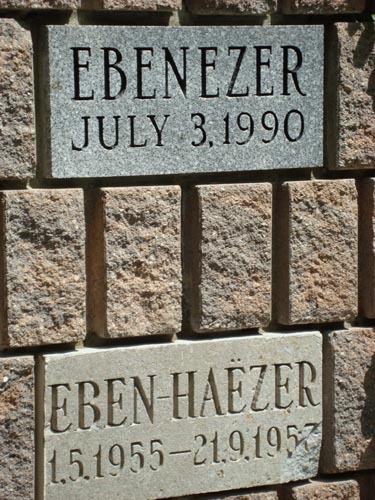 EBENEZER
JULY 3, 1990
EBEN-HAËZER
1.5.1955–21.9.1957